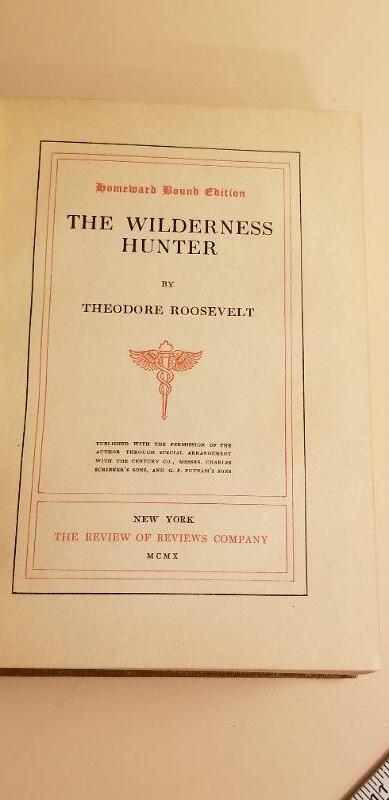 Homeward Bound Edition
THE WILDERNESS
HUNTER
BY
THEODORE ROOSEVELT
PUBLISHED WITH THE PERMISSION OF THE
AUTHOR THROUGH SPECIAL ARRANGEMENT
WITH THE CENTURY CO., MESSRS. CHARLES
SCRIBNER'S SONS, AND G. P. PUTNAM'S SONS
NEW YORK
THE REVIEW OF REVIEWS COMPANY
MCMX